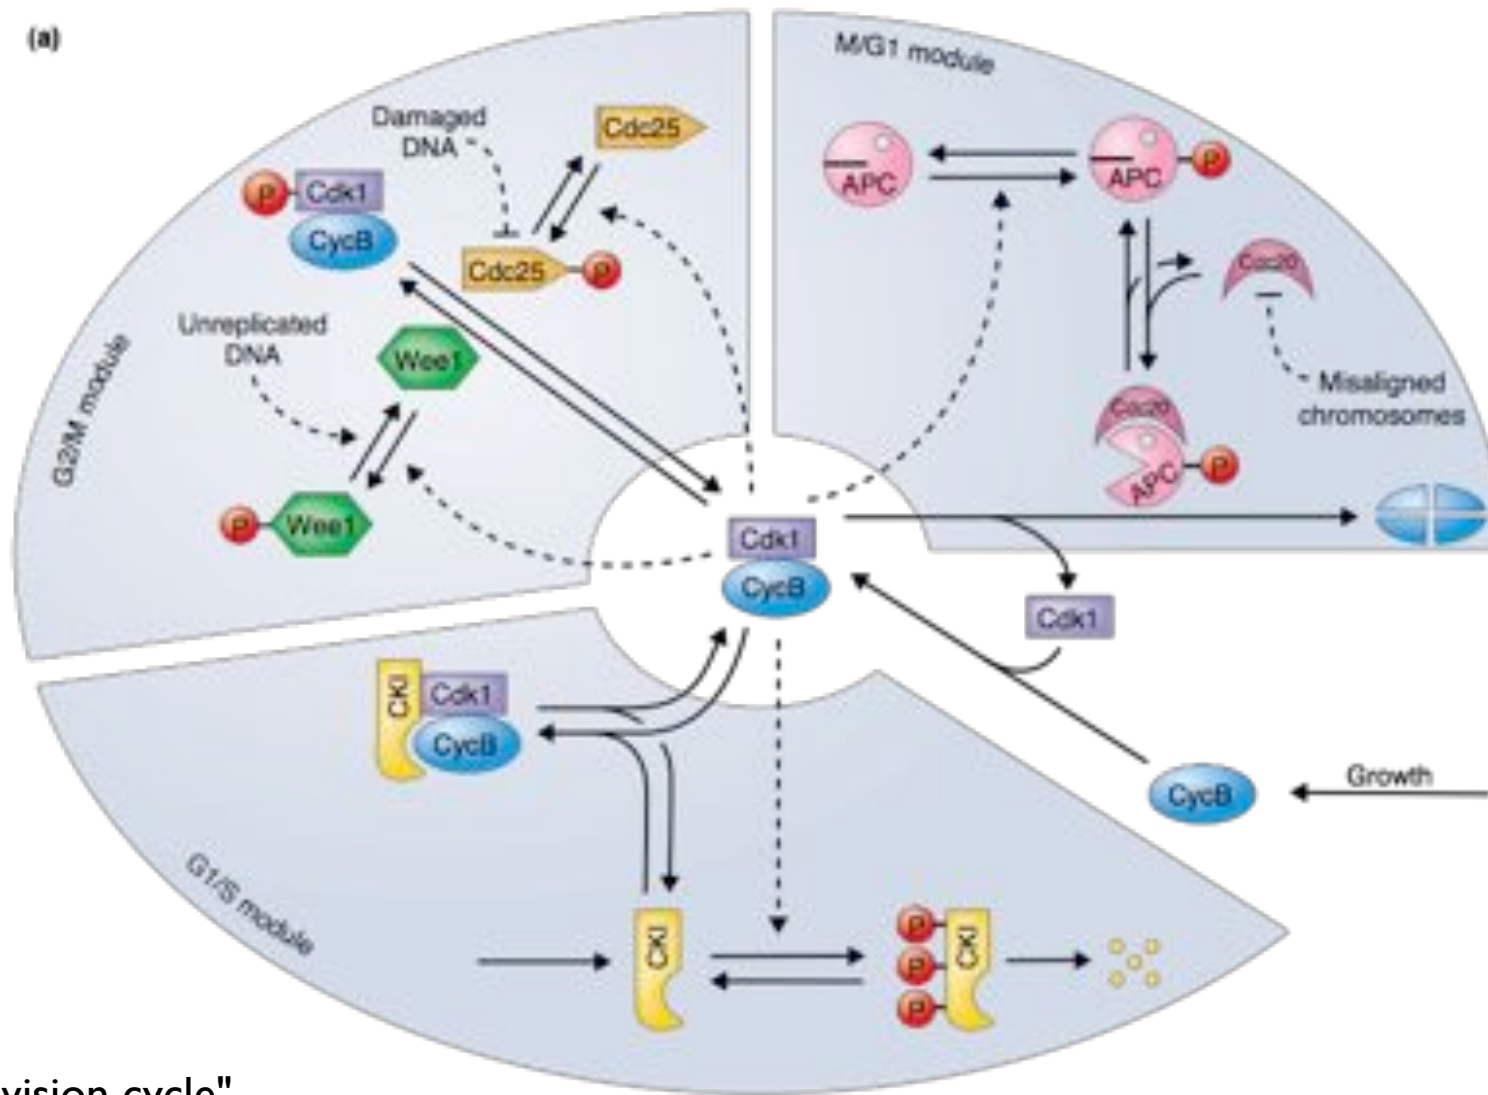 (a)
M/G1 module
Damaged
DNA
Cdc25
P
Cdk1
CycB
Cdc25
P
Unreplicated
DNA
Wee1
P
Wee1
G2/M module
APC
APC
P
Cdc20
Misaligned
chromosomes
Cdc20
APC
P
Cdk1
CycB
Cdk1
CycB
Growth
CKI
Cdk1
CycB
G1/S module
CKI
P
P
P
CKI
vision cycle"